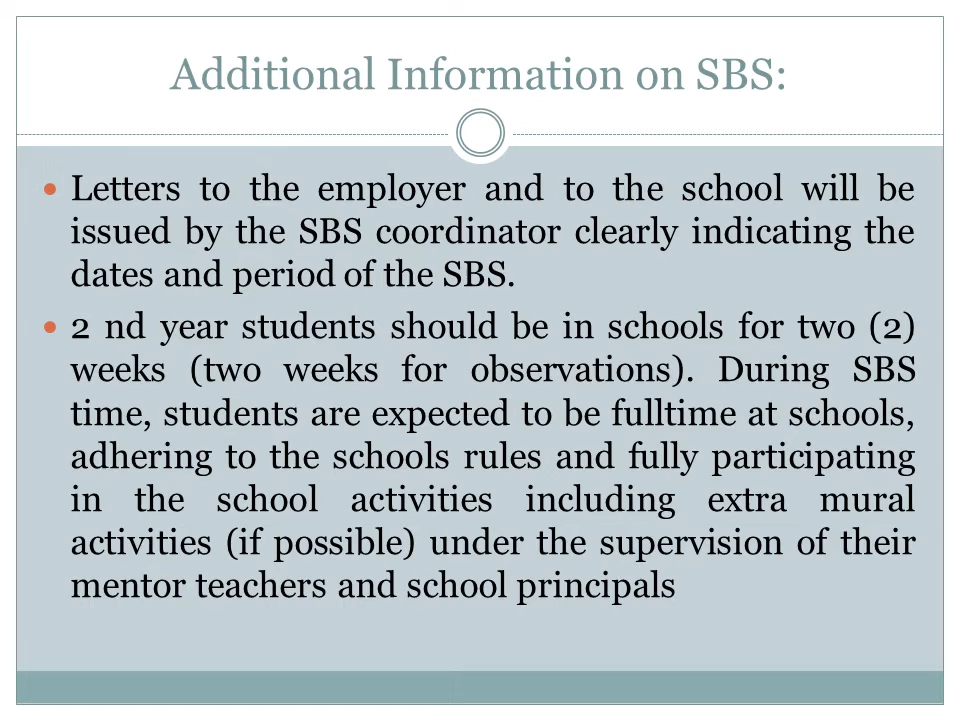 Additional Information on SBS:
Letters to the employer and to the school will be
issued by the SBS coordinator clearly indicating the
dates and period of the SBS.
2 nd year students should be in schools for two (2)
weeks (two weeks for observations). During SBS
time, students are expected to be fulltime at schools,
adhering to the schools rules and fully participating
in the school activities including extra mural
activities (if possible) under the supervision of their
mentor teachers and school principals